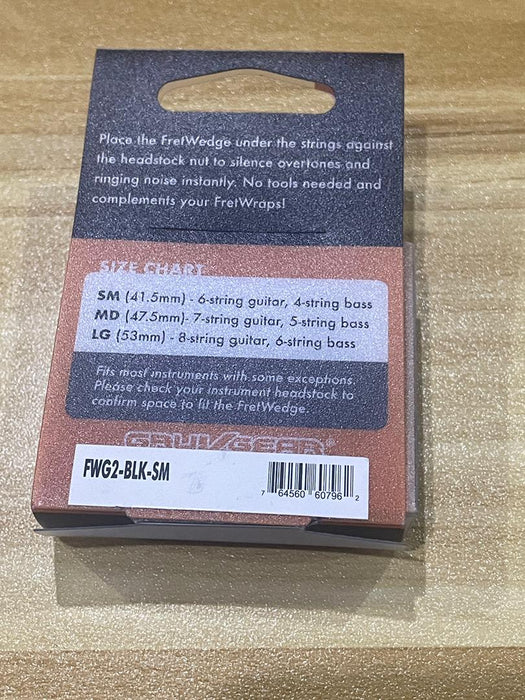 Place the FretWedge under the strings against
the headstock nut to silence overtones and
ringing noise instantly. No tools needed and
complements your FretWraps!
SIZE CHART
SM (41.5mm) - 6-string guitar, 4-string bass
MD (47.5mm)- 7-string guitar, 5-string bass
LG (53mm) - 8-string guitar, 6-string bass
Fits most instruments with some exceptions.
Please check your instrument headstock to
confirm space to fit the FretWedge.
GRUVGEAR®
FWG2-BLK-SM
7 64560 60796 2